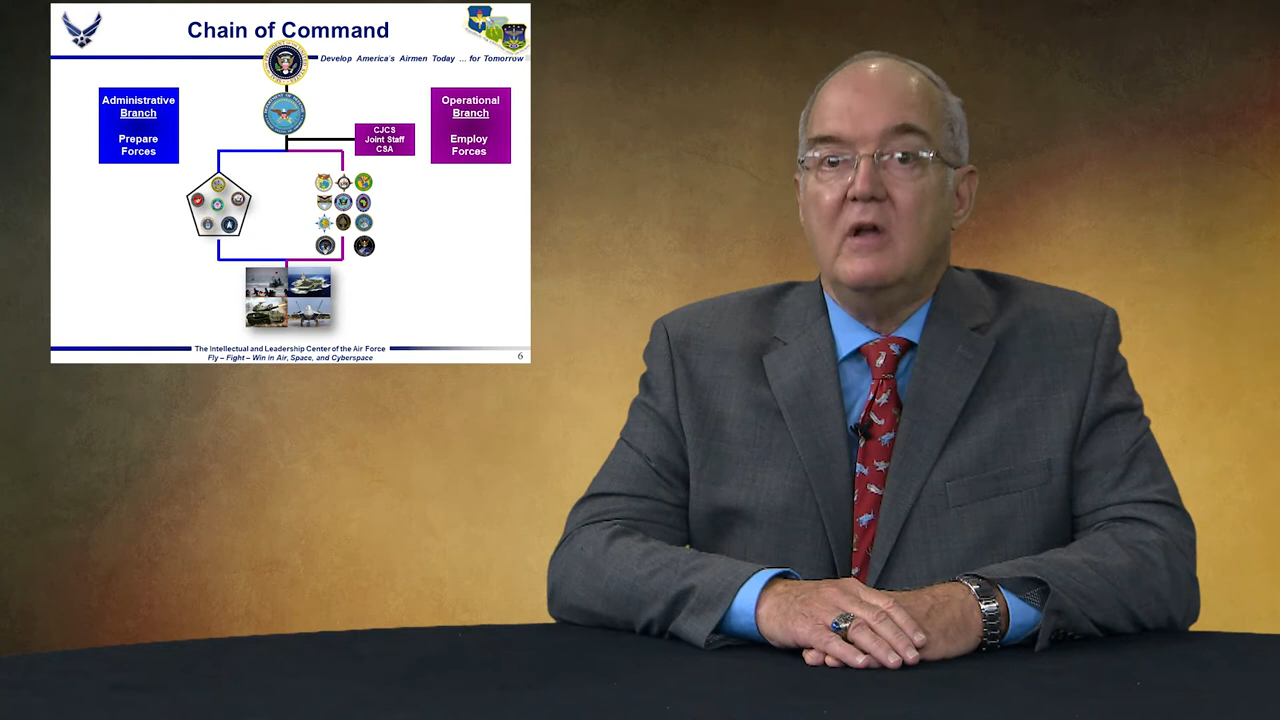 Chain of Command
Develop America's Airmen Today ... for Tomorrow
Administrative
Branch
Prepare
Forces
CJCS
Joint Staff
CSA
Operational
Branch
Employ
Forces
The Intellectual and Leadership Center of the Air Force
Fly – Fight – Win in Air, Space, and Cyberspace
6